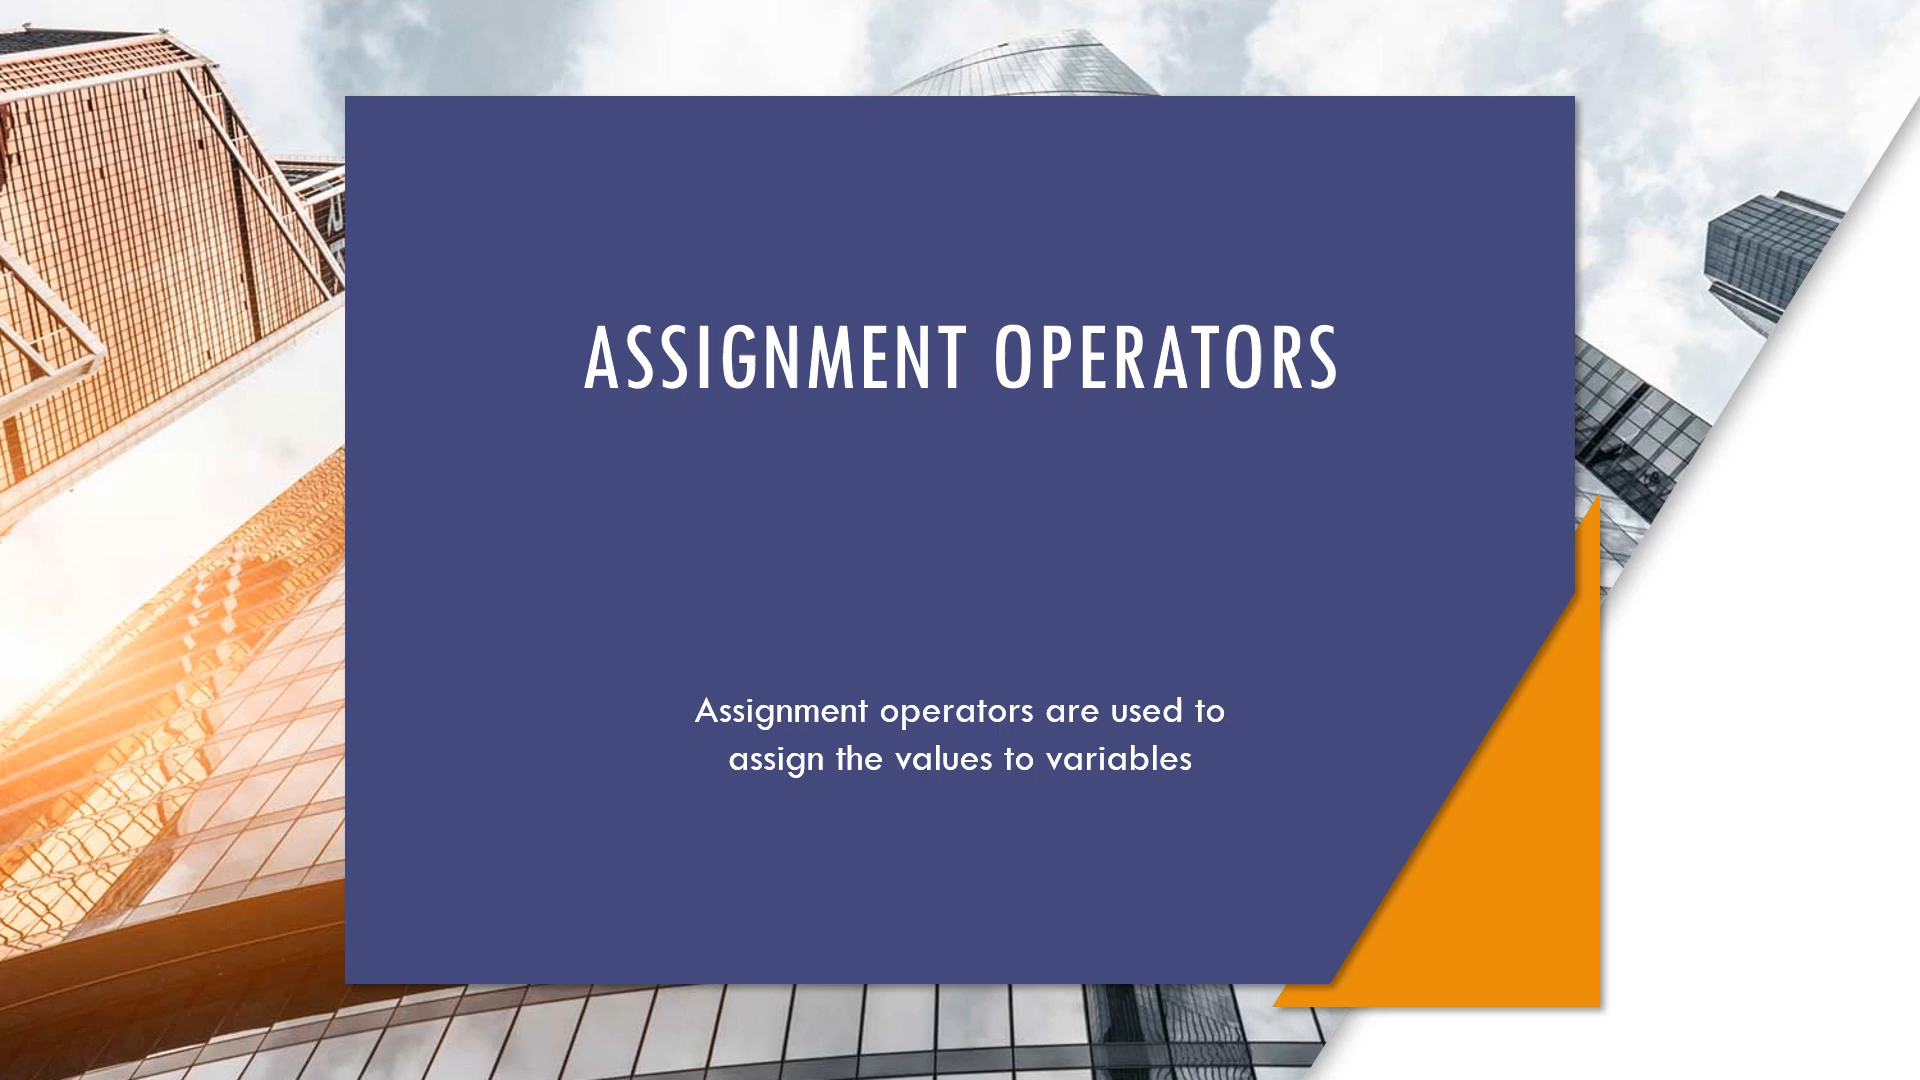 ASSIGNMENT OPERATORS
Assignment operators are used to
assign the values to variables